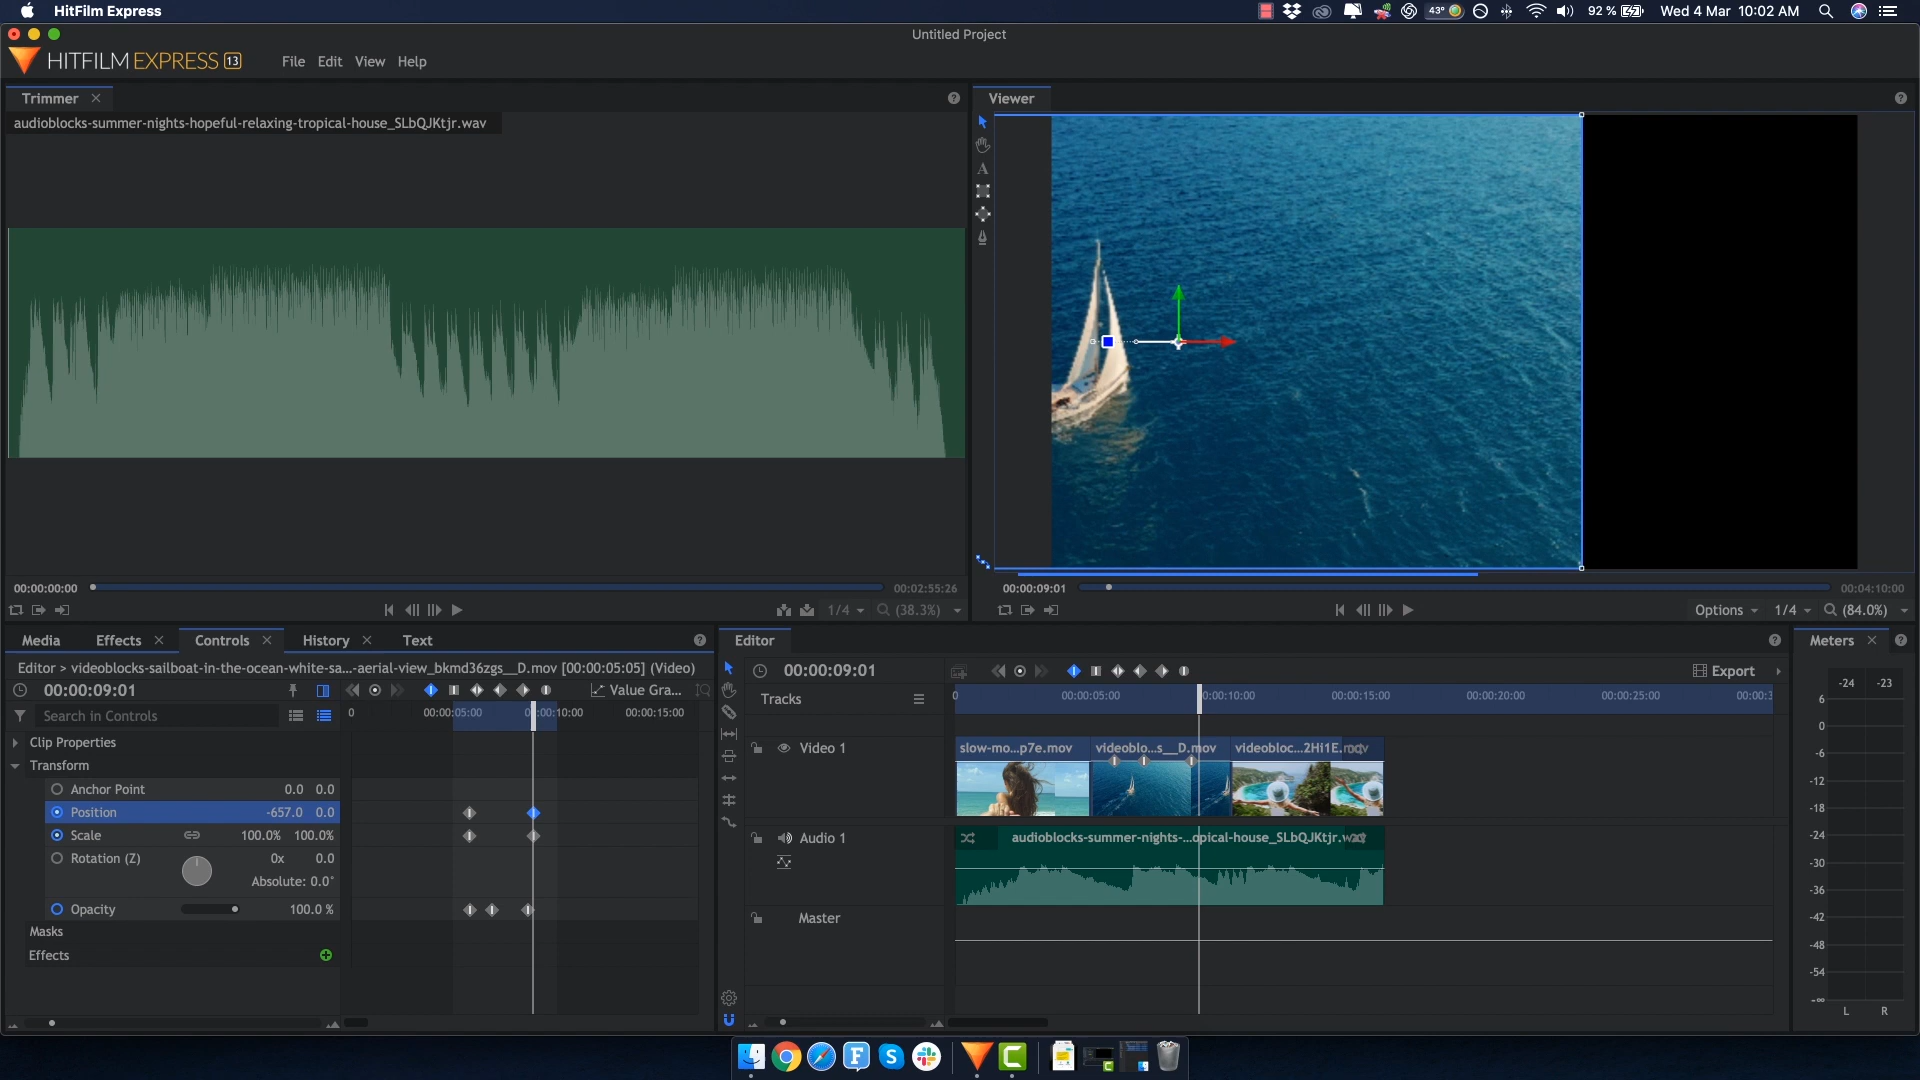 HitFilm Express
43°
92 %
Wed 4 Mar 10:02 AM
Untitled Project
HITFILM EXPRESS 13
File Edit View Help
Trimmer
Viewer
audioblocks-summer-nights-hopeful-relaxing-tropical-house_SLbQJKtjr.wav
A
00:00:00:00
00:02:55:26
00:00:09:01
00:04:10:00
1/4
(38.3%)
Options
1/4
(84.0%)
Media Effects Controls History Text
Editor
Meters
Editor > videoblocks-sailboat-in-the-ocean-white-sa...-aerial-view_bkmd36zgs__D.mov [00:00:05:05] (Video)
00:00:09:01
Value Gra...
00:00:09:01
Export
Search in Controls
0 00:00:05:00 00:00:10:00 00:00:15:00
Tracks
0 00:00:05:00 00:00:10:00 00:00:15:00 00:00:20:00 00:00:25:00 00:00:3
Clip Properties
Transform
Anchor Point 0.0 0.0
Position -657.0 0.0
Scale 100.0% 100.0%
Rotation (Z) 0x 0.0
Absolute: 0.0°
Opacity 100.0 %
Masks
Effects
Video 1
slow-mo...p7e.mov
videoblo...s__D.mov
videobloc...2Hi1E.mov
Audio 1
audioblocks-summer-nights-...opical-house_SLbQJKtjr.wav
Master
-24 -23
6
0
-6
-12
-18
-24
-30
-36
-42
-48
-54
-∞
L R